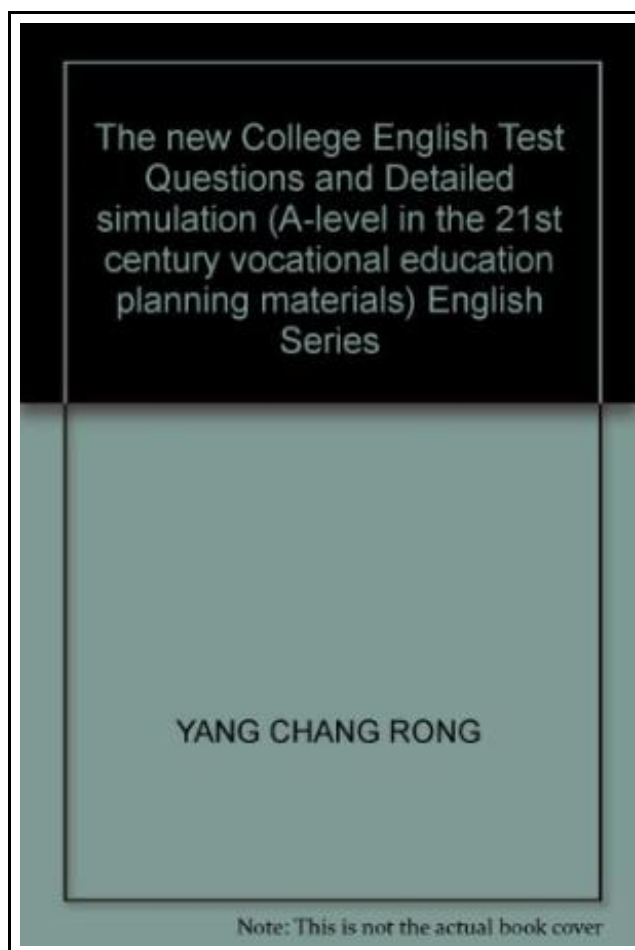 The new College English Test
Questions and Detailed
simulation (A-level in the 21st
century vocational education
planning materials) English
Series
YANG CHANG RONG
Note: This is not the actual book cover